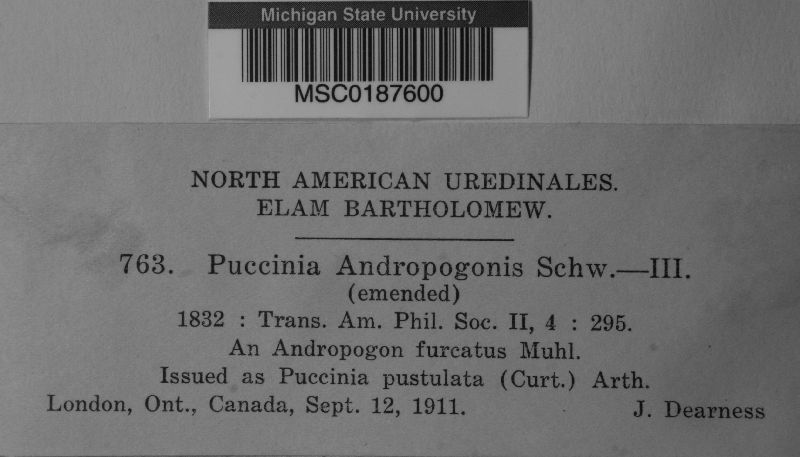 Michigan State University
MSC0187600
NORTH AMERICAN UREDINALES.
ELAM BARTHOLOMEW.
763. Puccinia Andropogonis Schw.—III.
(emended)
1832 : Trans. Am. Phil. Soc. II, 4 : 295.
An Andropogon furcatus Muhl.
Issued as Puccinia pustulata (Curt.) Arth.
London, Ont., Canada, Sept. 12, 1911. J. Dearness